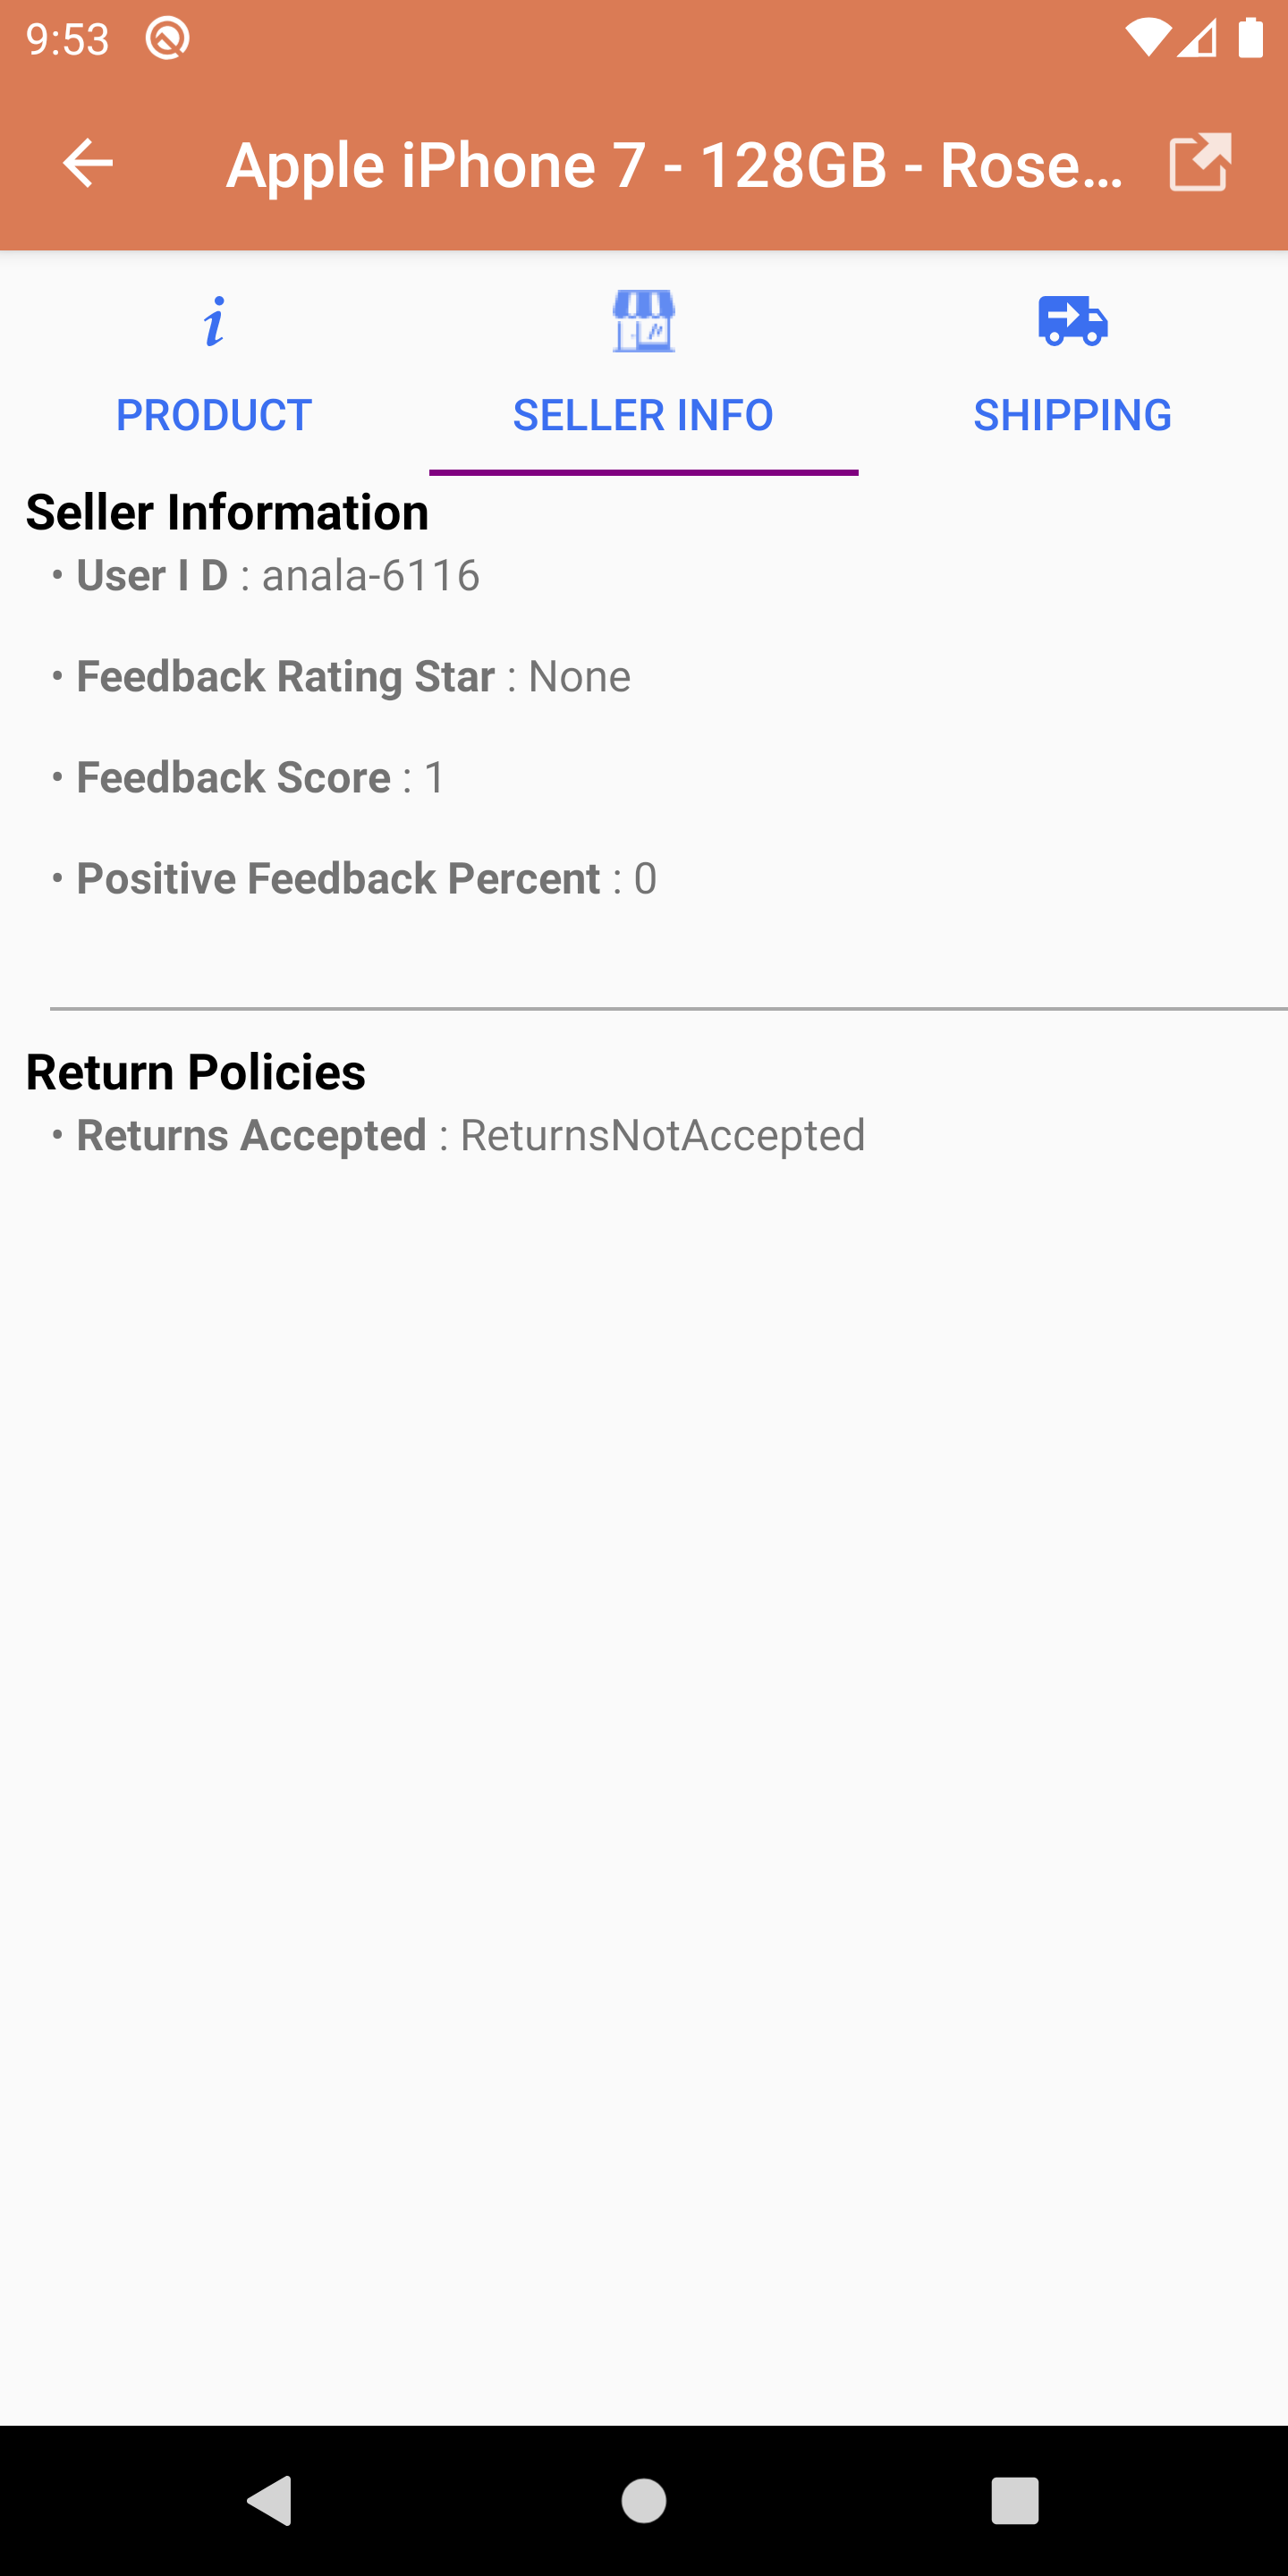 9:53
Apple iPhone 7 - 128GB - Rose…
PRODUCT
SELLER INFO
SHIPPING
Seller Information
• User I D : anala-6116
• Feedback Rating Star : None
• Feedback Score : 1
• Positive Feedback Percent : 0
Return Policies
• Returns Accepted : ReturnsNotAccepted